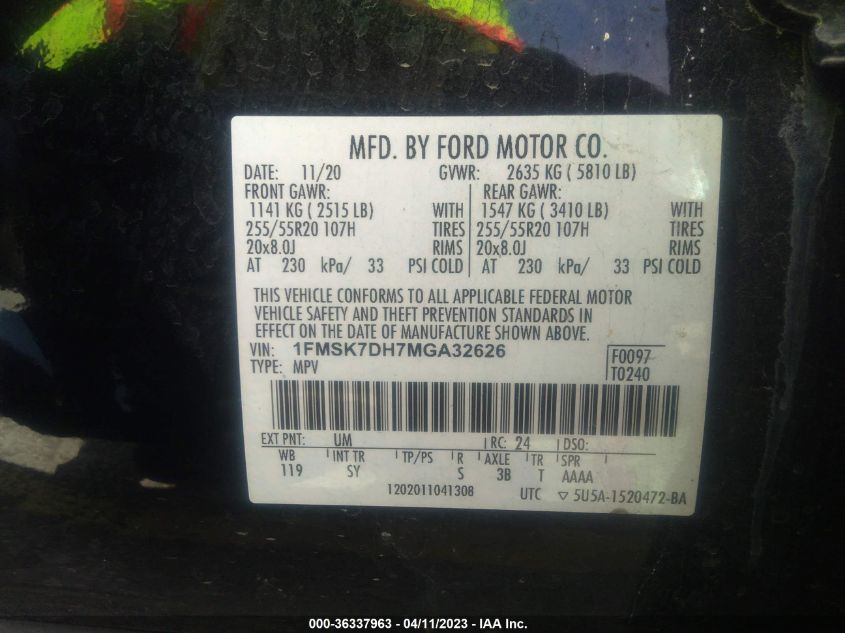 MFD. BY FORD MOTOR CO.
DATE: 11/20 GVWR: 2635 KG ( 5810 LB)
FRONT GAWR: REAR GAWR:
1141 KG ( 2515 LB) WITH 1547 KG ( 3410 LB) WITH
255/55R20 107H TIRES 255/55R20 107H TIRES
20x8.0J RIMS 20x8.0J RIMS
AT 230 kPa/ 33 PSI COLD AT 230 kPa/ 33 PSI COLD
THIS VEHICLE CONFORMS TO ALL APPLICABLE FEDERAL MOTOR
VEHICLE SAFETY AND THEFT PREVENTION STANDARDS IN
EFFECT ON THE DATE OF MANUFACTURE SHOWN ABOVE.
VIN: 1FMSK7DH7MGA32626 F0097
TYPE: MPV T0240
EXT PNT: UM RC: 24 DSO:
WB INT TR TP/PS R AXLE TR SPR
119 SY S 3B T AAAA
1202011041308 UTC ▽ 5U5A-1520472-BA
000-36337963 - 04/11/2023 - IAA Inc.